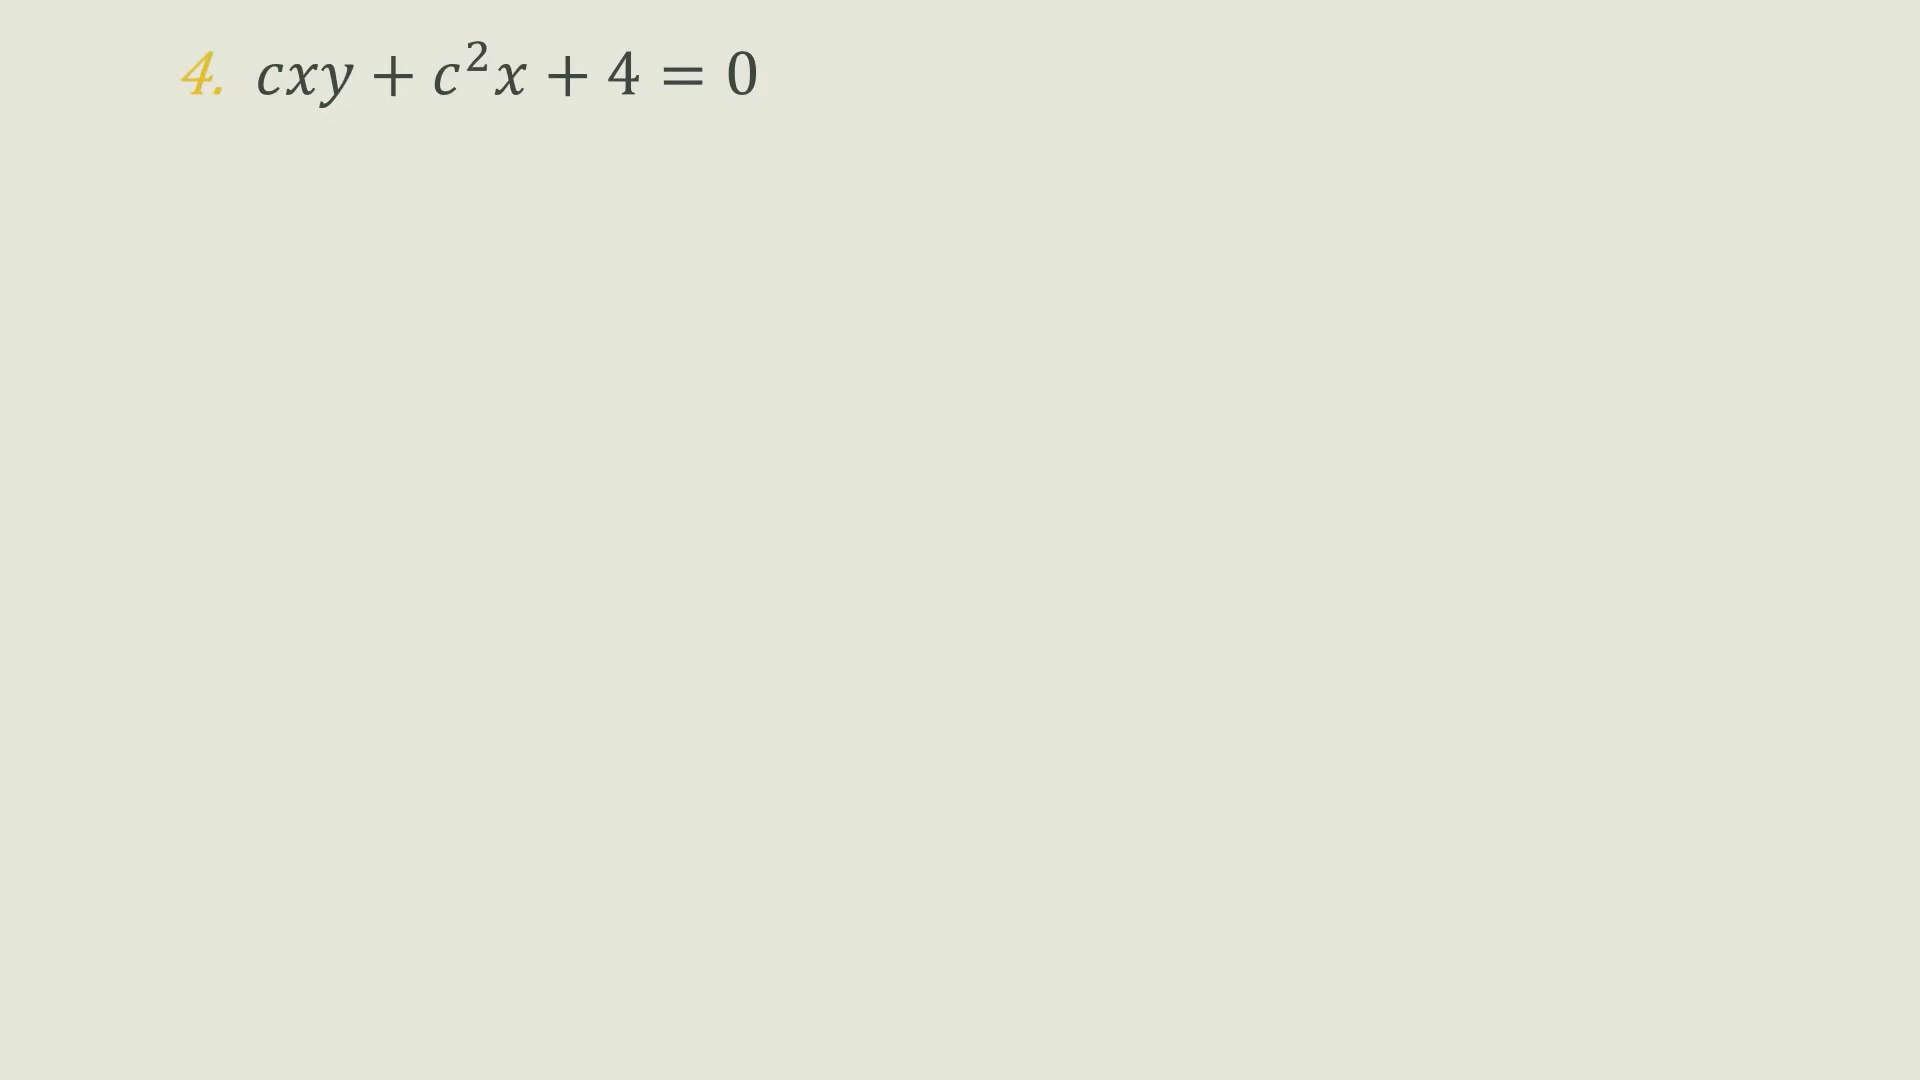 4. cxy + c²x + 4 = 0